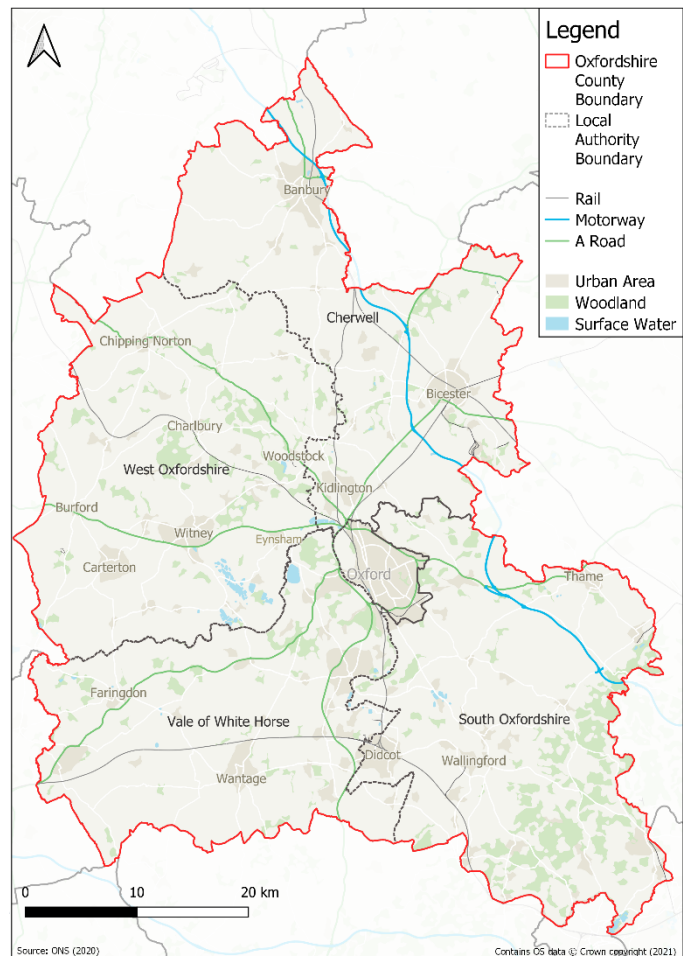 Legend
Oxfordshire
County
Boundary
Local
Authority
Boundary
Rail
Motorway
A Road
Urban Area
Woodland
Surface Water
Banbury
Cherwell
Chipping Norton
Bicester
Charlbury
Woodstock
West Oxfordshire
Kidlington
Burford
Witney
Eynsham
Carterton
Oxford
Thame
Faringdon
Vale of White Horse
South Oxfordshire
Didcot
Wallingford
Wantage
0 10 20 km
Source: ONS (2020)
Contains OS data © Crown copyright (2021)